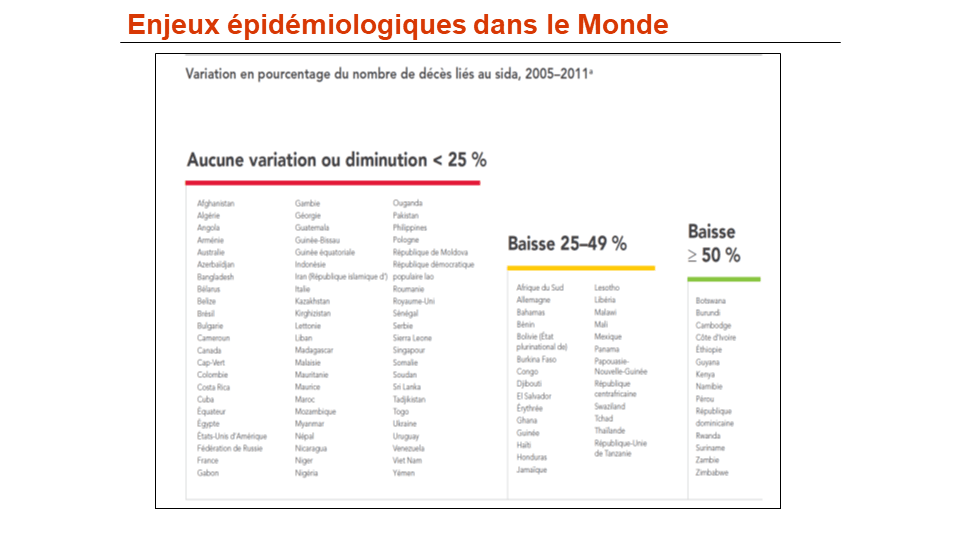 Enjeux épidémiologiques dans le Monde
Variation en pourcentage du nombre de décès liés au sida, 2005–2011ᵃ
Aucune variation ou diminution < 25 %
Afghanistan
Algérie
Angola
Arménie
Australie
Azerbaïdjan
Bangladesh
Bélarus
Belize
Brésil
Bulgarie
Cameroun
Canada
Cap-Vert
Colombie
Costa Rica
Cuba
Équateur
Égypte
États-Unis d'Amérique
Fédération de Russie
France
Gabon
Gambie
Géorgie
Guatemala
Guinée-Bissau
Guinée équatoriale
Indonésie
Iran (République islamique d')
Italie
Kazakhstan
Kirghizistan
Lettonie
Liban
Madagascar
Malaisie
Mauritanie
Maurice
Maroc
Mozambique
Myanmar
Népal
Nicaragua
Niger
Nigéria
Ouganda
Pakistan
Philippines
Pologne
République de Moldova
République démocratique
populaire lao
Roumanie
Royaume-Uni
Sénégal
Serbie
Sierra Leone
Singapour
Somalie
Soudan
Sri Lanka
Tadjikistan
Togo
Ukraine
Uruguay
Venezuela
Viet Nam
Yémen
Baisse 25–49 %
Afrique du Sud
Allemagne
Bahamas
Bénin
Bolivie (État
plurinational de)
Burkina Faso
Congo
Djibouti
El Salvador
Érythrée
Ghana
Guinée
Haïti
Honduras
Jamaïque
Lesotho
Libéria
Malawi
Mali
Mexique
Panama
Papouasie-
Nouvelle-Guinée
République
centrafricaine
Swaziland
Tchad
Thaïlande
République-Unie
de Tanzanie
Baisse
≥ 50 %
Botswana
Burundi
Cambodge
Côte d'Ivoire
Éthiopie
Guyana
Kenya
Namibie
Pérou
République
dominicaine
Rwanda
Suriname
Zambie
Zimbabwe